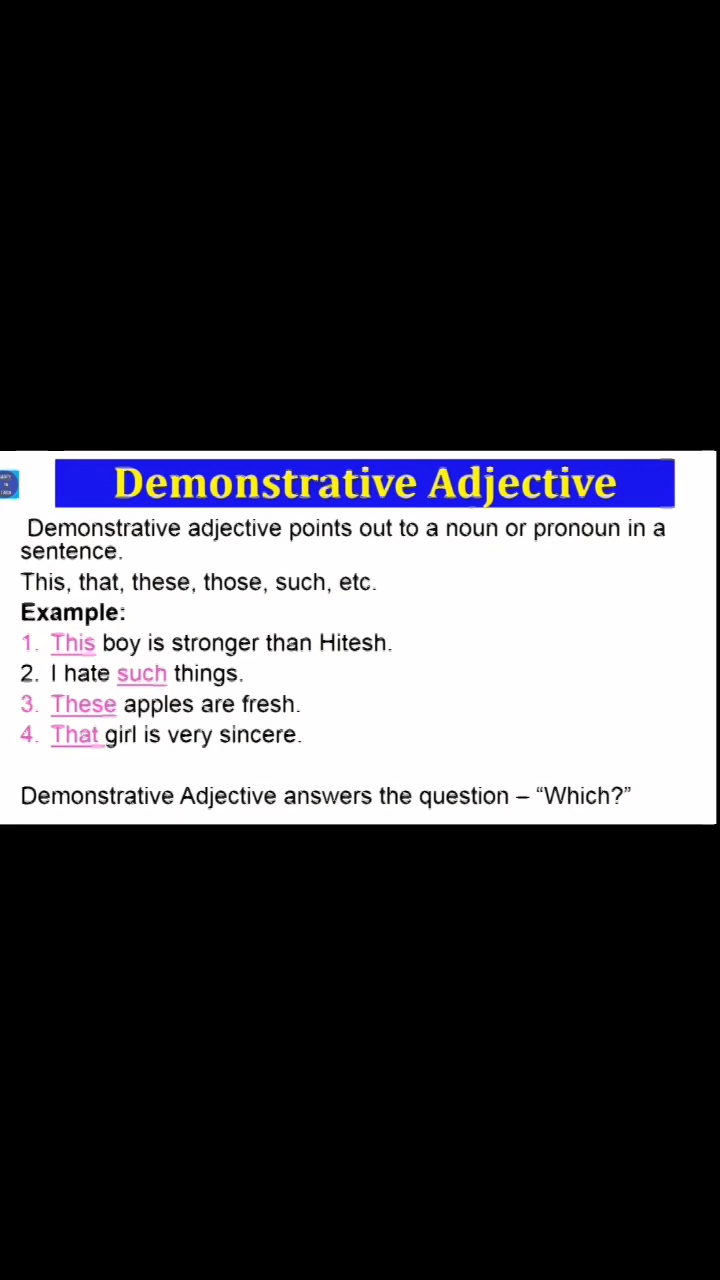 Demonstrative Adjective
Demonstrative adjective points out to a noun or pronoun in a
sentence.
This, that, these, those, such, etc.
Example:
1. This boy is stronger than Hitesh.
2. I hate such things.
3. These apples are fresh.
4. That girl is very sincere.
Demonstrative Adjective answers the question – “Which?”